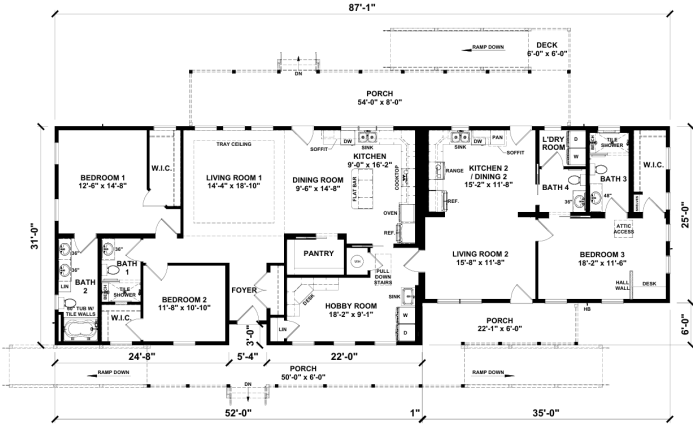 87'-1"
RAMP DOWN
DECK
6'-0" x 6'-0"
DN
PORCH
54'-0" x 8'-0"
TRAY CEILING
SOFFIT
DW
SINK
KITCHEN
9'-0" x 16'-2"
SINK
DW
PAN
SOFFIT
L'DRY
ROOM
D
W
TILE
SHOWER
W.I.C.
W.I.C.
BEDROOM 1
12'-6" x 14'-8"
LIVING ROOM 1
14'-4" x 18'-10"
DINING ROOM
9'-6" x 14'-8"
FLAT BAR
COOKTOP
OVEN
REF.
RANGE
KITCHEN 2
/ DINING 2
15'-2" x 11'-8"
REF.
BATH 4
36"
BATH 3
48"
ATTIC
ACCESS
31'-0"
25'-0"
36"
36"
LIN
BATH
2
36"
BATH
1
TILE
SHOWER
TUB W/
TILE WALLS
W.I.C.
BEDROOM 2
11'-8" x 10'-10"
FOYER
PANTRY
PULL
DOWN
STAIRS
DESK
HOBBY ROOM
18'-2" x 9'-1"
SINK
W
D
LIN
LIVING ROOM 2
15'-8" x 11'-8"
BEDROOM 3
18'-2" x 11'-6"
HALL
WALL
DESK
HB
PORCH
22'-1" x 6'-0"
6'-0"
3'-0"
24'-8"
5'-4"
22'-0"
RAMP DOWN
DN
PORCH
50'-0" x 6'-0"
RAMP DOWN
52'-0"
1"
35'-0"